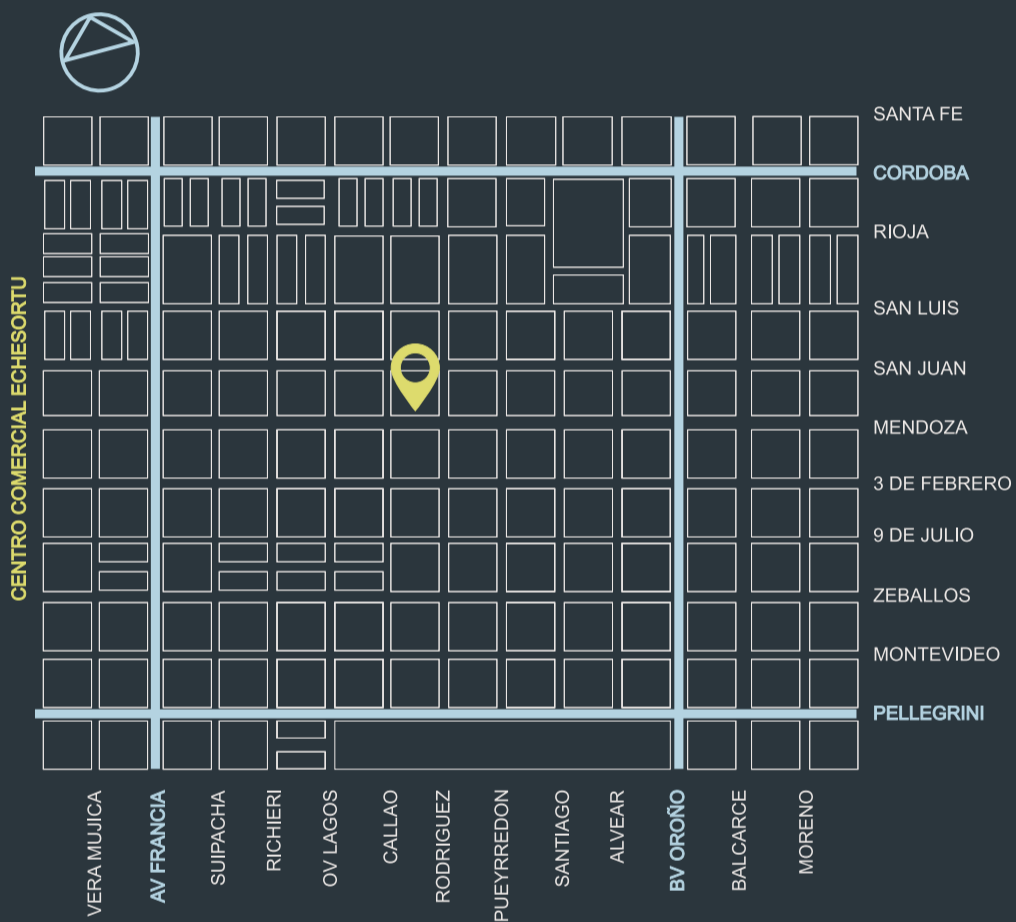 SANTA FE
CORDOBA
RIOJA
SAN LUIS
SAN JUAN
MENDOZA
3 DE FEBRERO
9 DE JULIO
ZEBALLOS
MONTEVIDEO
PELLEGRINI
CENTRO COMERCIAL ECHESORTU
VERA MUJICA
AV FRANCIA
SUIPACHA
RICHIERI
OV LAGOS
CALLAO
RODRIGUEZ
PUEYRREDON
SANTIAGO
ALVEAR
BV OROÑO
BALCARCE
MORENO